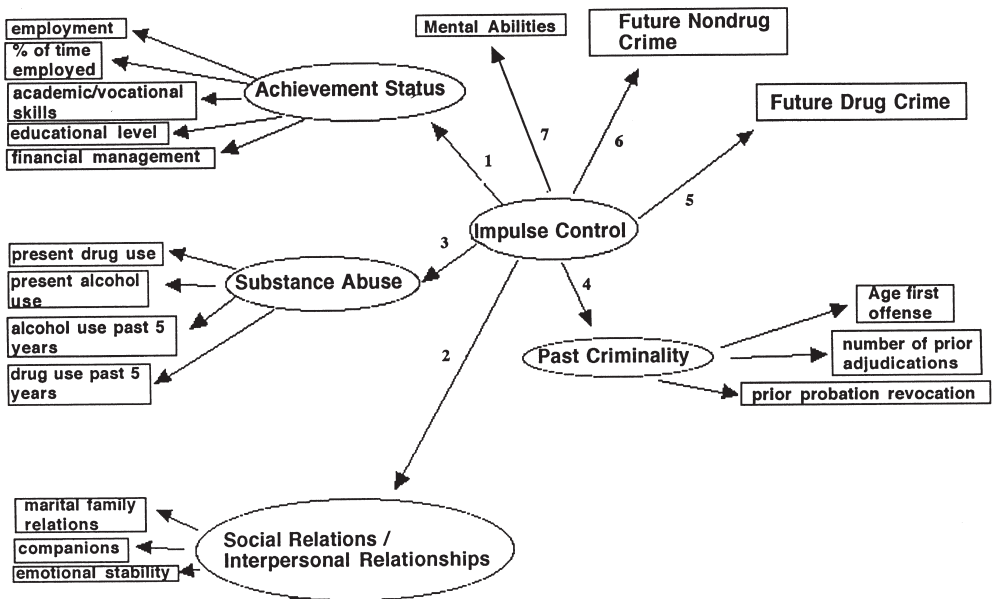 employment
% of time
employed
academic/vocational
skills
educational level
financial management
Achievement Status
Mental Abilities
Future Nondrug
Crime
Future Drug Crime
1
7
6
5
Impulse Control
3
4
2
present drug use
present alcohol
use
alcohol use past 5
years
drug use past 5
years
Substance Abuse
Past Criminality
Age first
offense
number of prior
adjudications
prior probation revocation
marital family
relations
companions
emotional stability
Social Relations /
Interpersonal Relationships